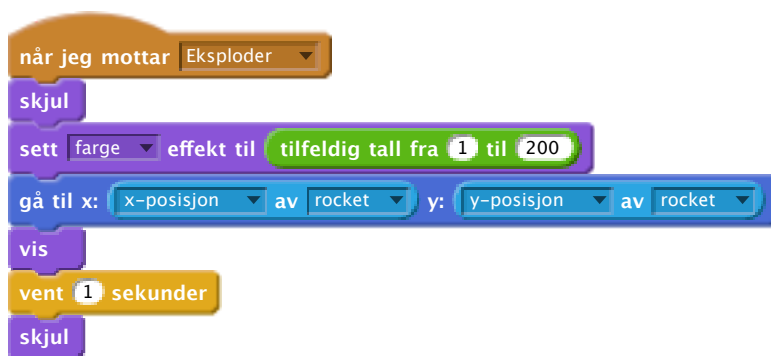 når jeg mottar Eksploder
skjul
sett farge effekt til tilfeldig tall fra 1 til 200
gå til x: x-posisjon av rocket y: y-posisjon av rocket
vis
vent 1 sekunder
skjul